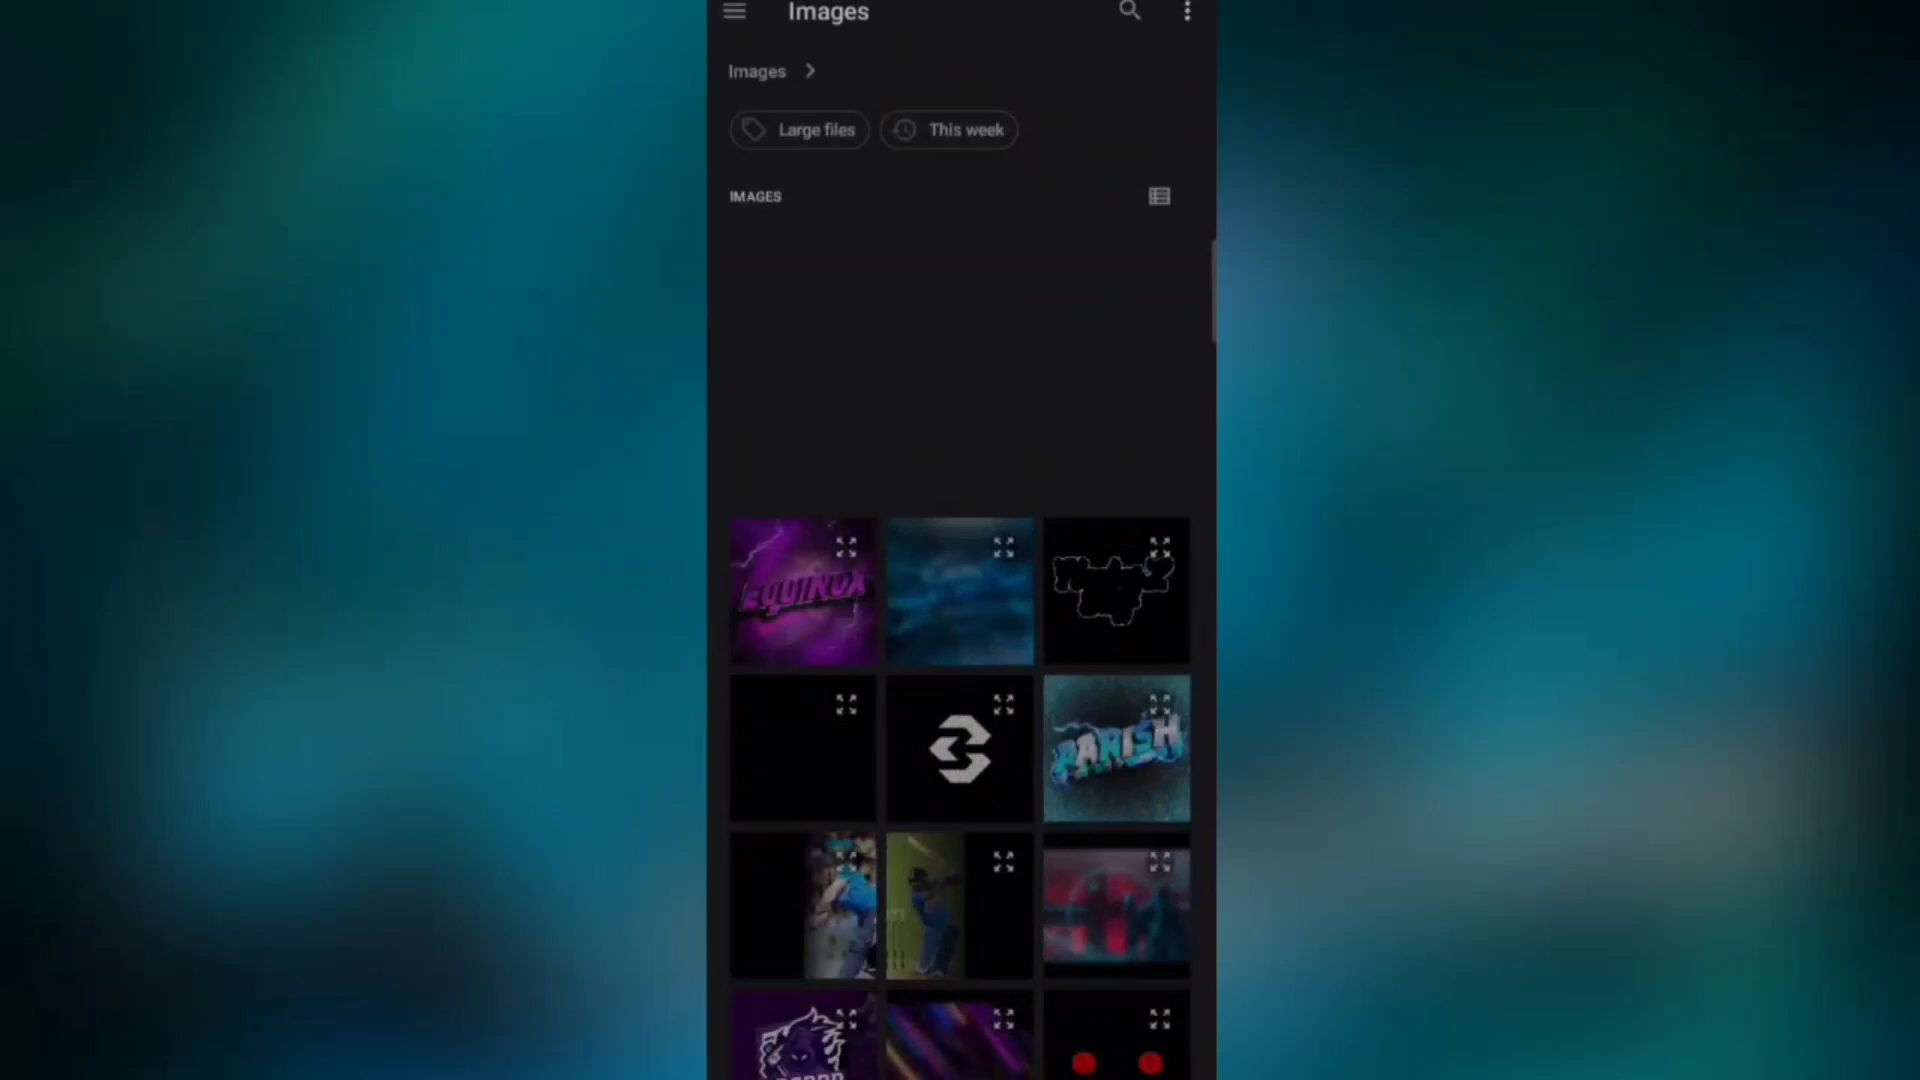 Images
Images
Large files
This week
IMAGES
EQUINOX
PARISH